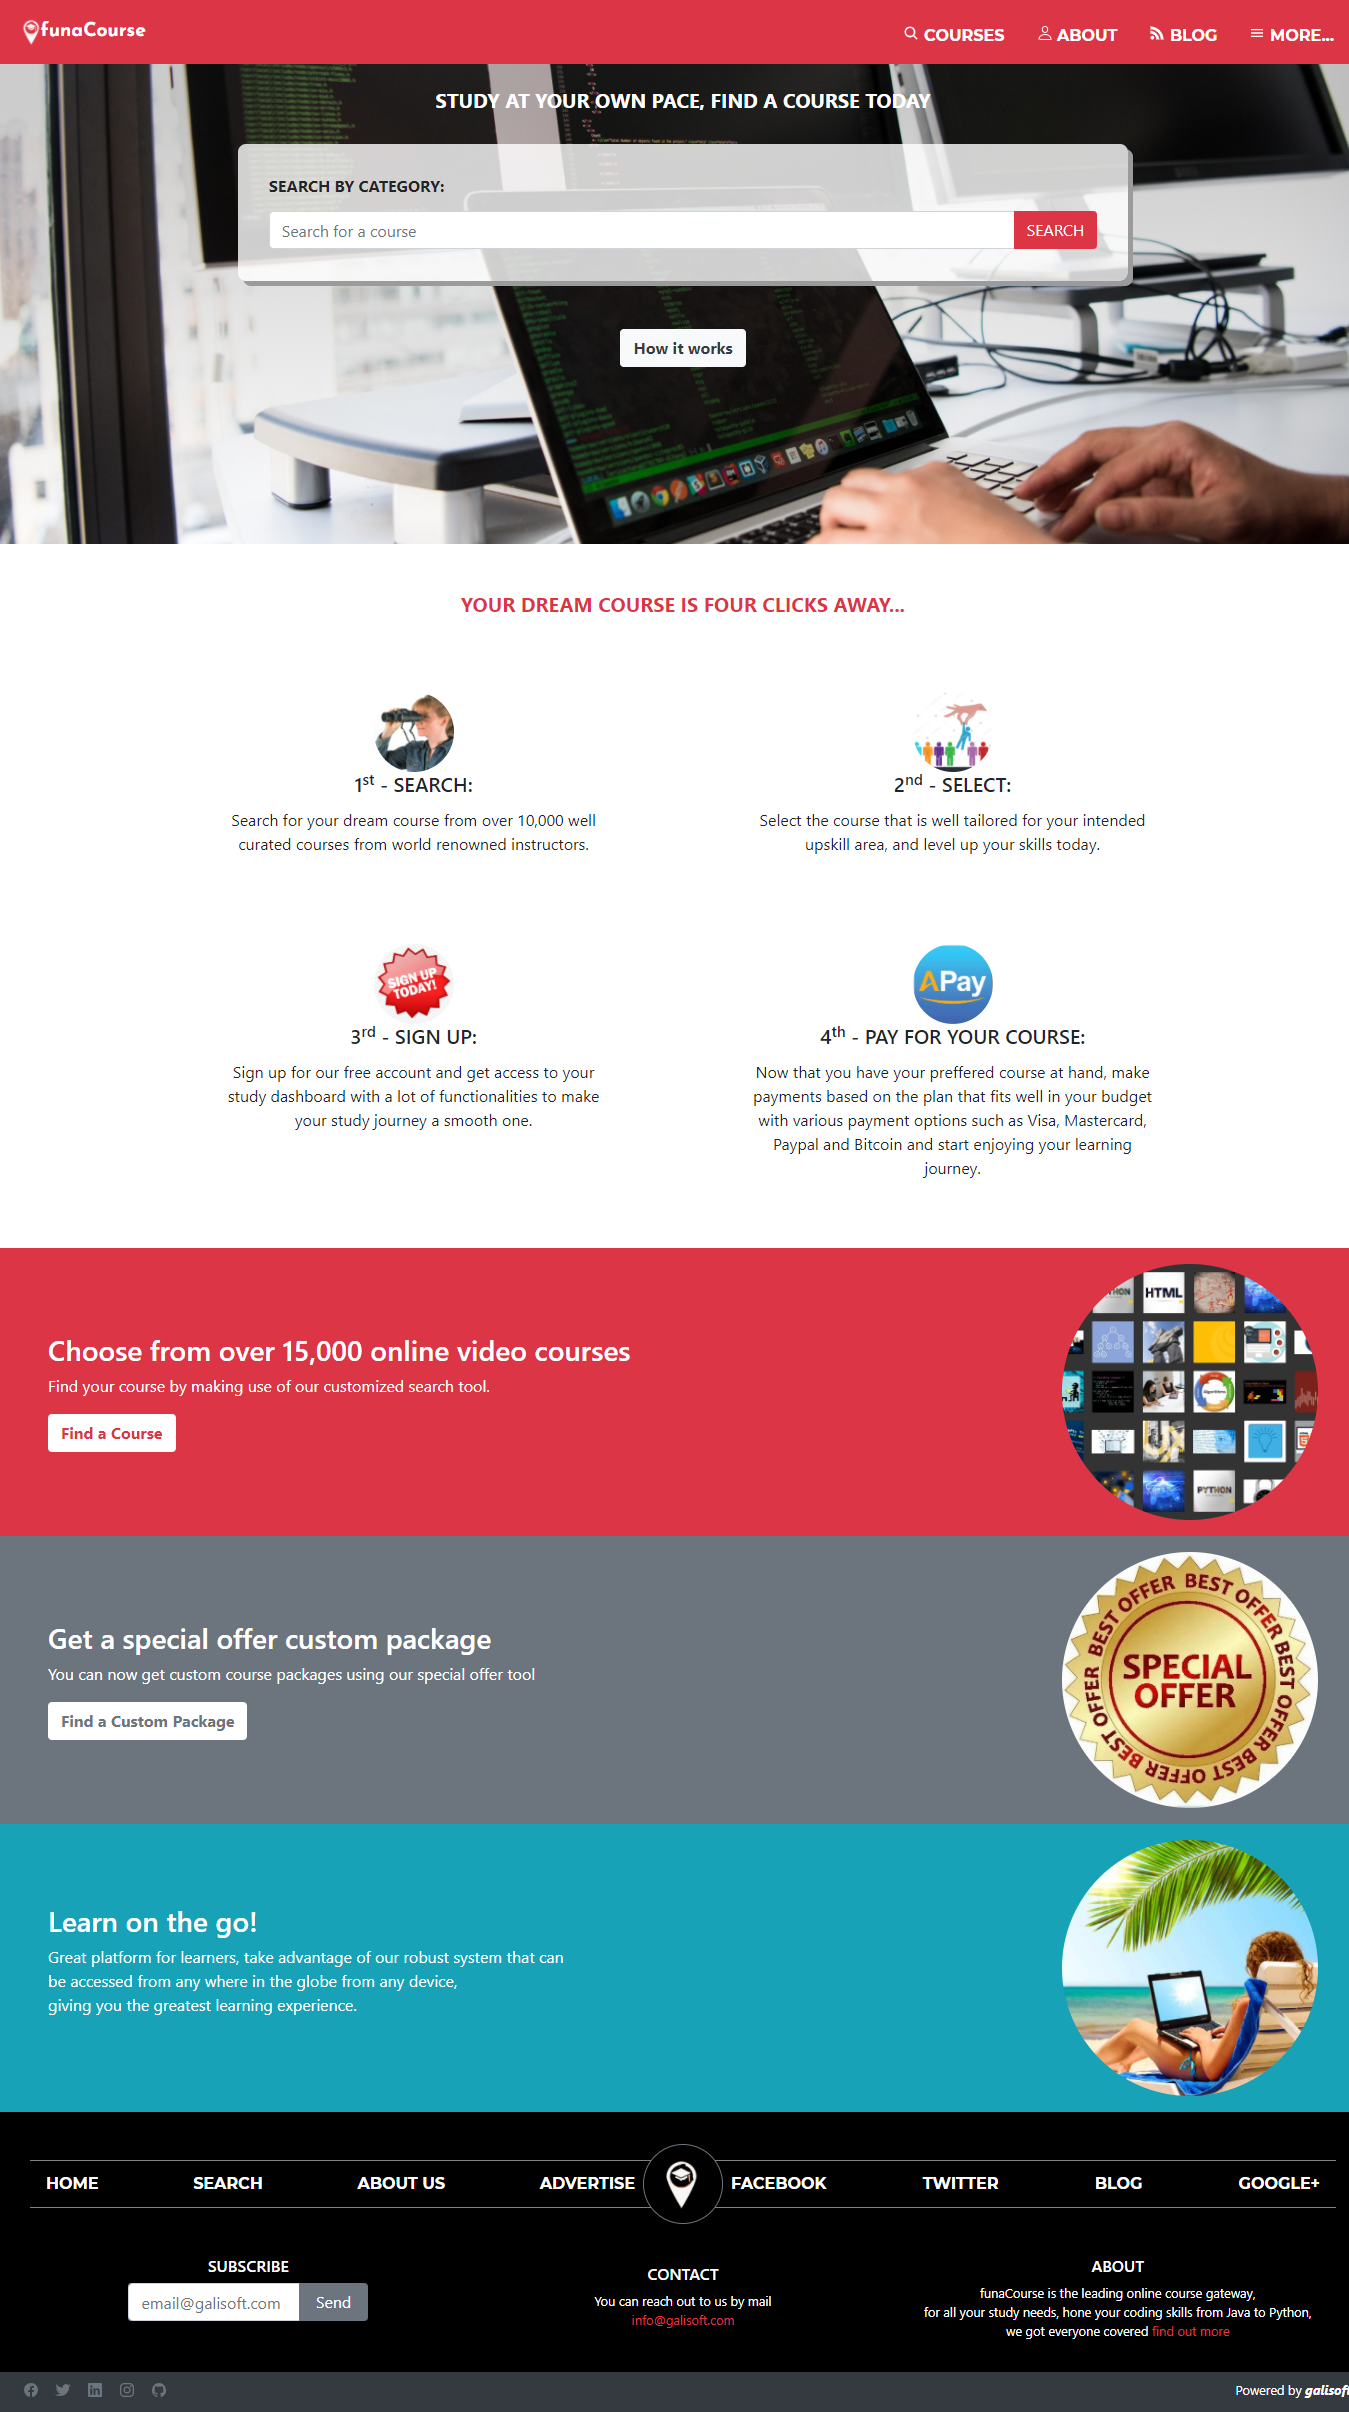 funaCourse
COURSES
ABOUT
BLOG
MORE...
STUDY AT YOUR OWN PACE, FIND A COURSE TODAY
SEARCH BY CATEGORY:
Search for a course
SEARCH
How it works
YOUR DREAM COURSE IS FOUR CLICKS AWAY...
1st - SEARCH:
Search for your dream course from over 10,000 well
curated courses from world renowned instructors.
2nd - SELECT:
Select the course that is well tailored for your intended
upskill area, and level up your skills today.
SIGN UP
TODAY!
3rd - SIGN UP:
Sign up for our free account and get access to your
study dashboard with a lot of functionalities to make
your study journey a smooth one.
APay
4th - PAY FOR YOUR COURSE:
Now that you have your preffered course at hand, make
payments based on the plan that fits well in your budget
with various payment options such as Visa, Mastercard,
Paypal and Bitcoin and start enjoying your learning
journey.
Choose from over 15,000 online video courses
Find your course by making use of our customized search tool.
Find a Course
HTML
Algorithms
PYTHON
Get a special offer custom package
You can now get custom course packages using our special offer tool
Find a Custom Package
BEST OFFER BEST OFFER BEST OFFER BEST OFFER BEST OFFER
SPECIAL
OFFER
Learn on the go!
Great platform for learners, take advantage of our robust system that can
be accessed from any where in the globe from any device,
giving you the greatest learning experience.
HOME
SEARCH
ABOUT US
ADVERTISE
FACEBOOK
TWITTER
BLOG
GOOGLE+
SUBSCRIBE
email@galisoft.com
Send
CONTACT
You can reach out to us by mail
info@galisoft.com
ABOUT
funaCourse is the leading online course gateway,
for all your study needs, hone your coding skills from Java to Python,
we got everyone covered find out more
Powered by galisoft